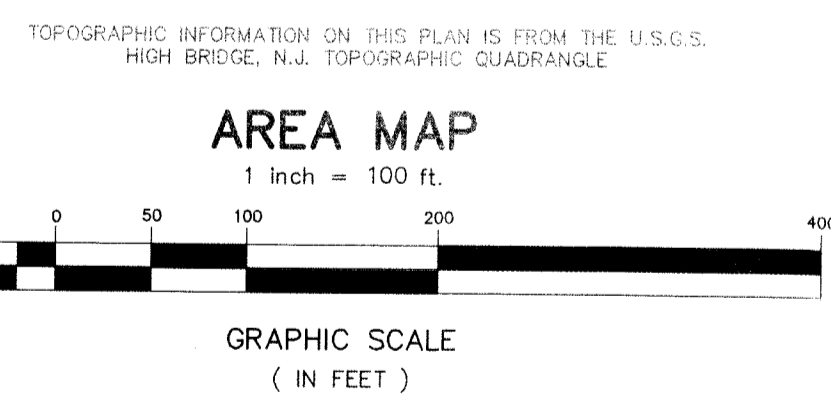 TOPOGRAPHIC INFORMATION ON THIS PLAN IS FROM THE U.S.G.S.
HIGH BRIDGE, N.J. TOPOGRAPHIC QUADRANGLE
AREA MAP
1 inch = 100 ft.
0 50 100 200 400
GRAPHIC SCALE
( IN FEET )